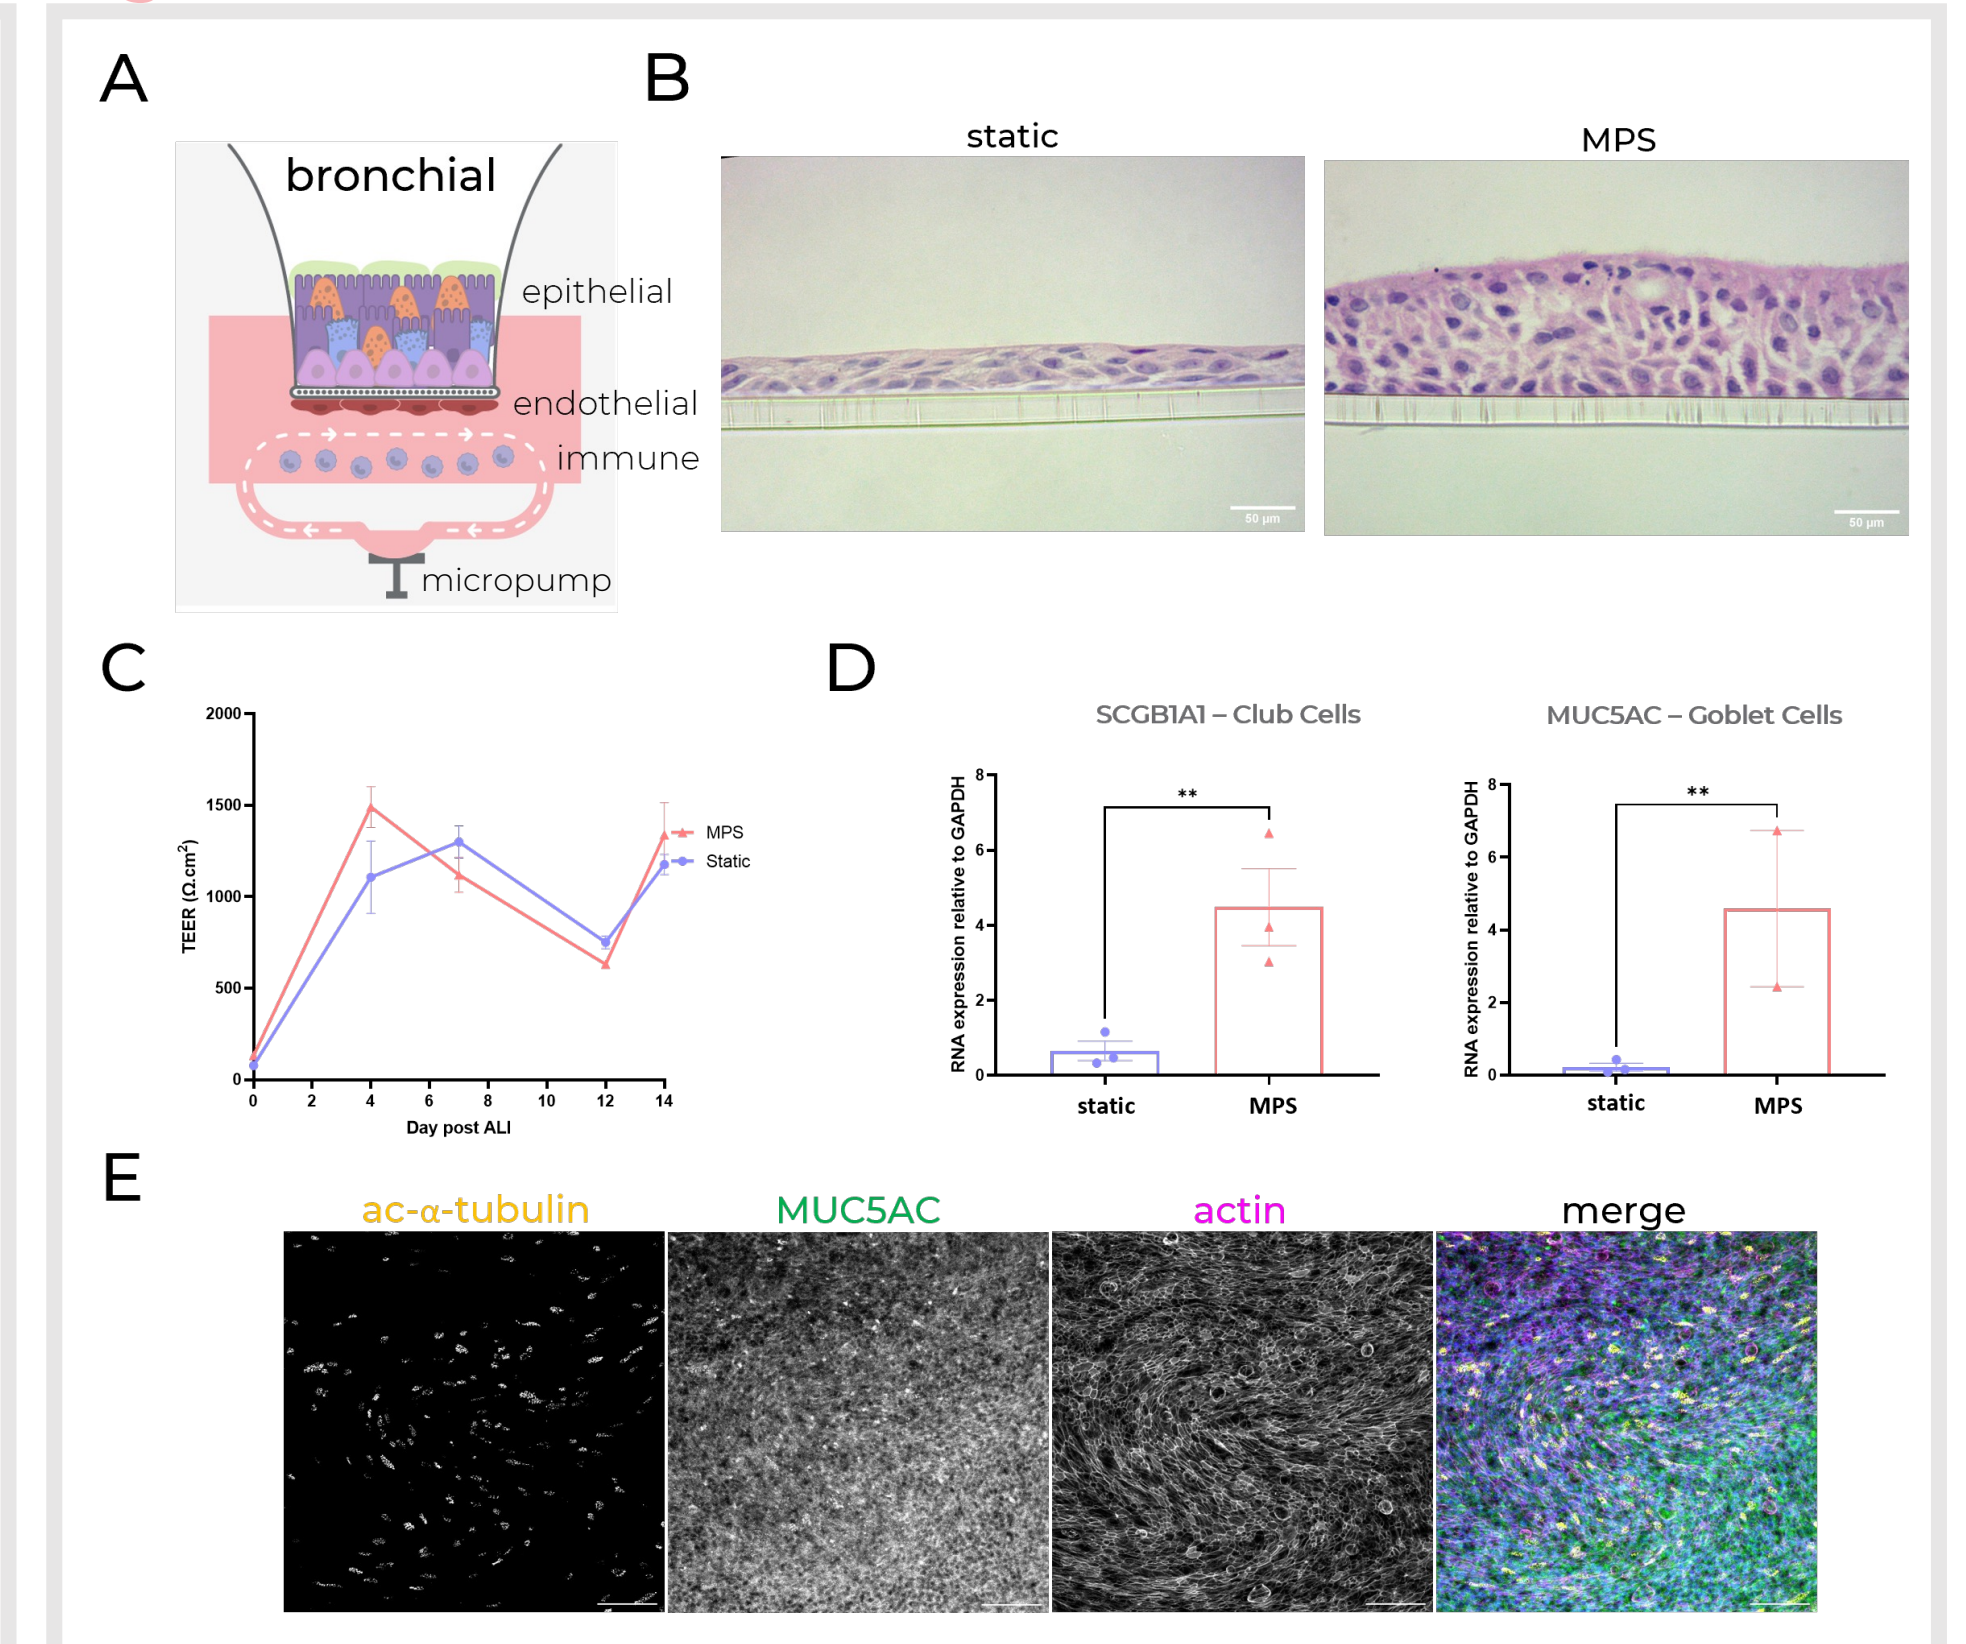 A
bronchial
epithelial
endothelial
immune
micropump
B
static
MPS
50 µm
50 µm
C
2000
1500
1000
500
0
TEER (Ω.cm²)
0 2 4 6 8 10 12 14
Day post ALI
MPS
Static
D
SCGB1A1 – Club Cells
RNA expression relative to GAPDH
8
6
4
2
0
**
static MPS
MUC5AC – Goblet Cells
RNA expression relative to GAPDH
8
6
4
2
0
**
static MPS
E
ac-α-tubulin
MUC5AC
actin
merge